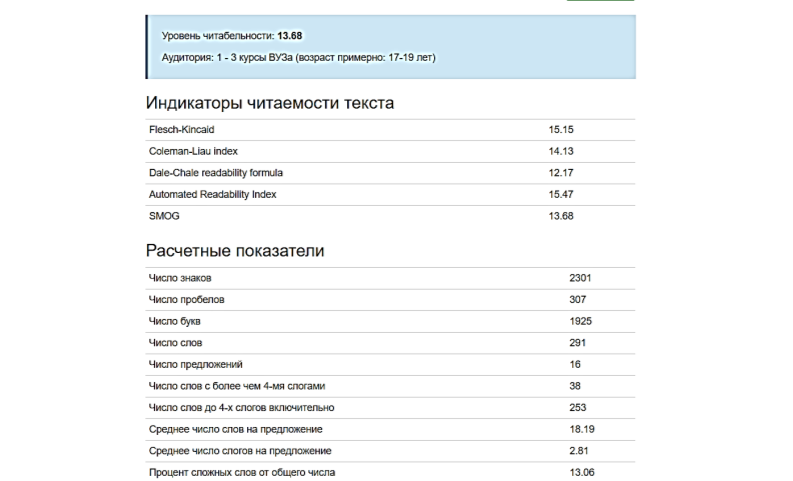 Уровень читабельности: 13.68
Аудитория: 1 - 3 курсы ВУЗа (возраст примерно: 17-19 лет)
Индикаторы читаемости текста
Flesch-Kincaid 15.15
Coleman-Liau index 14.13
Dale-Chale readability formula 12.17
Automated Readability Index 15.47
SMOG 13.68
Расчетные показатели
Число знаков 2301
Число пробелов 307
Число букв 1925
Число слов 291
Число предложений 16
Число слов с более чем 4-мя слогами 38
Число слов до 4-х слогов включительно 253
Среднее число слов на предложение 18.19
Среднее число слогов на предложение 2.81
Процент сложных слов от общего числа 13.06